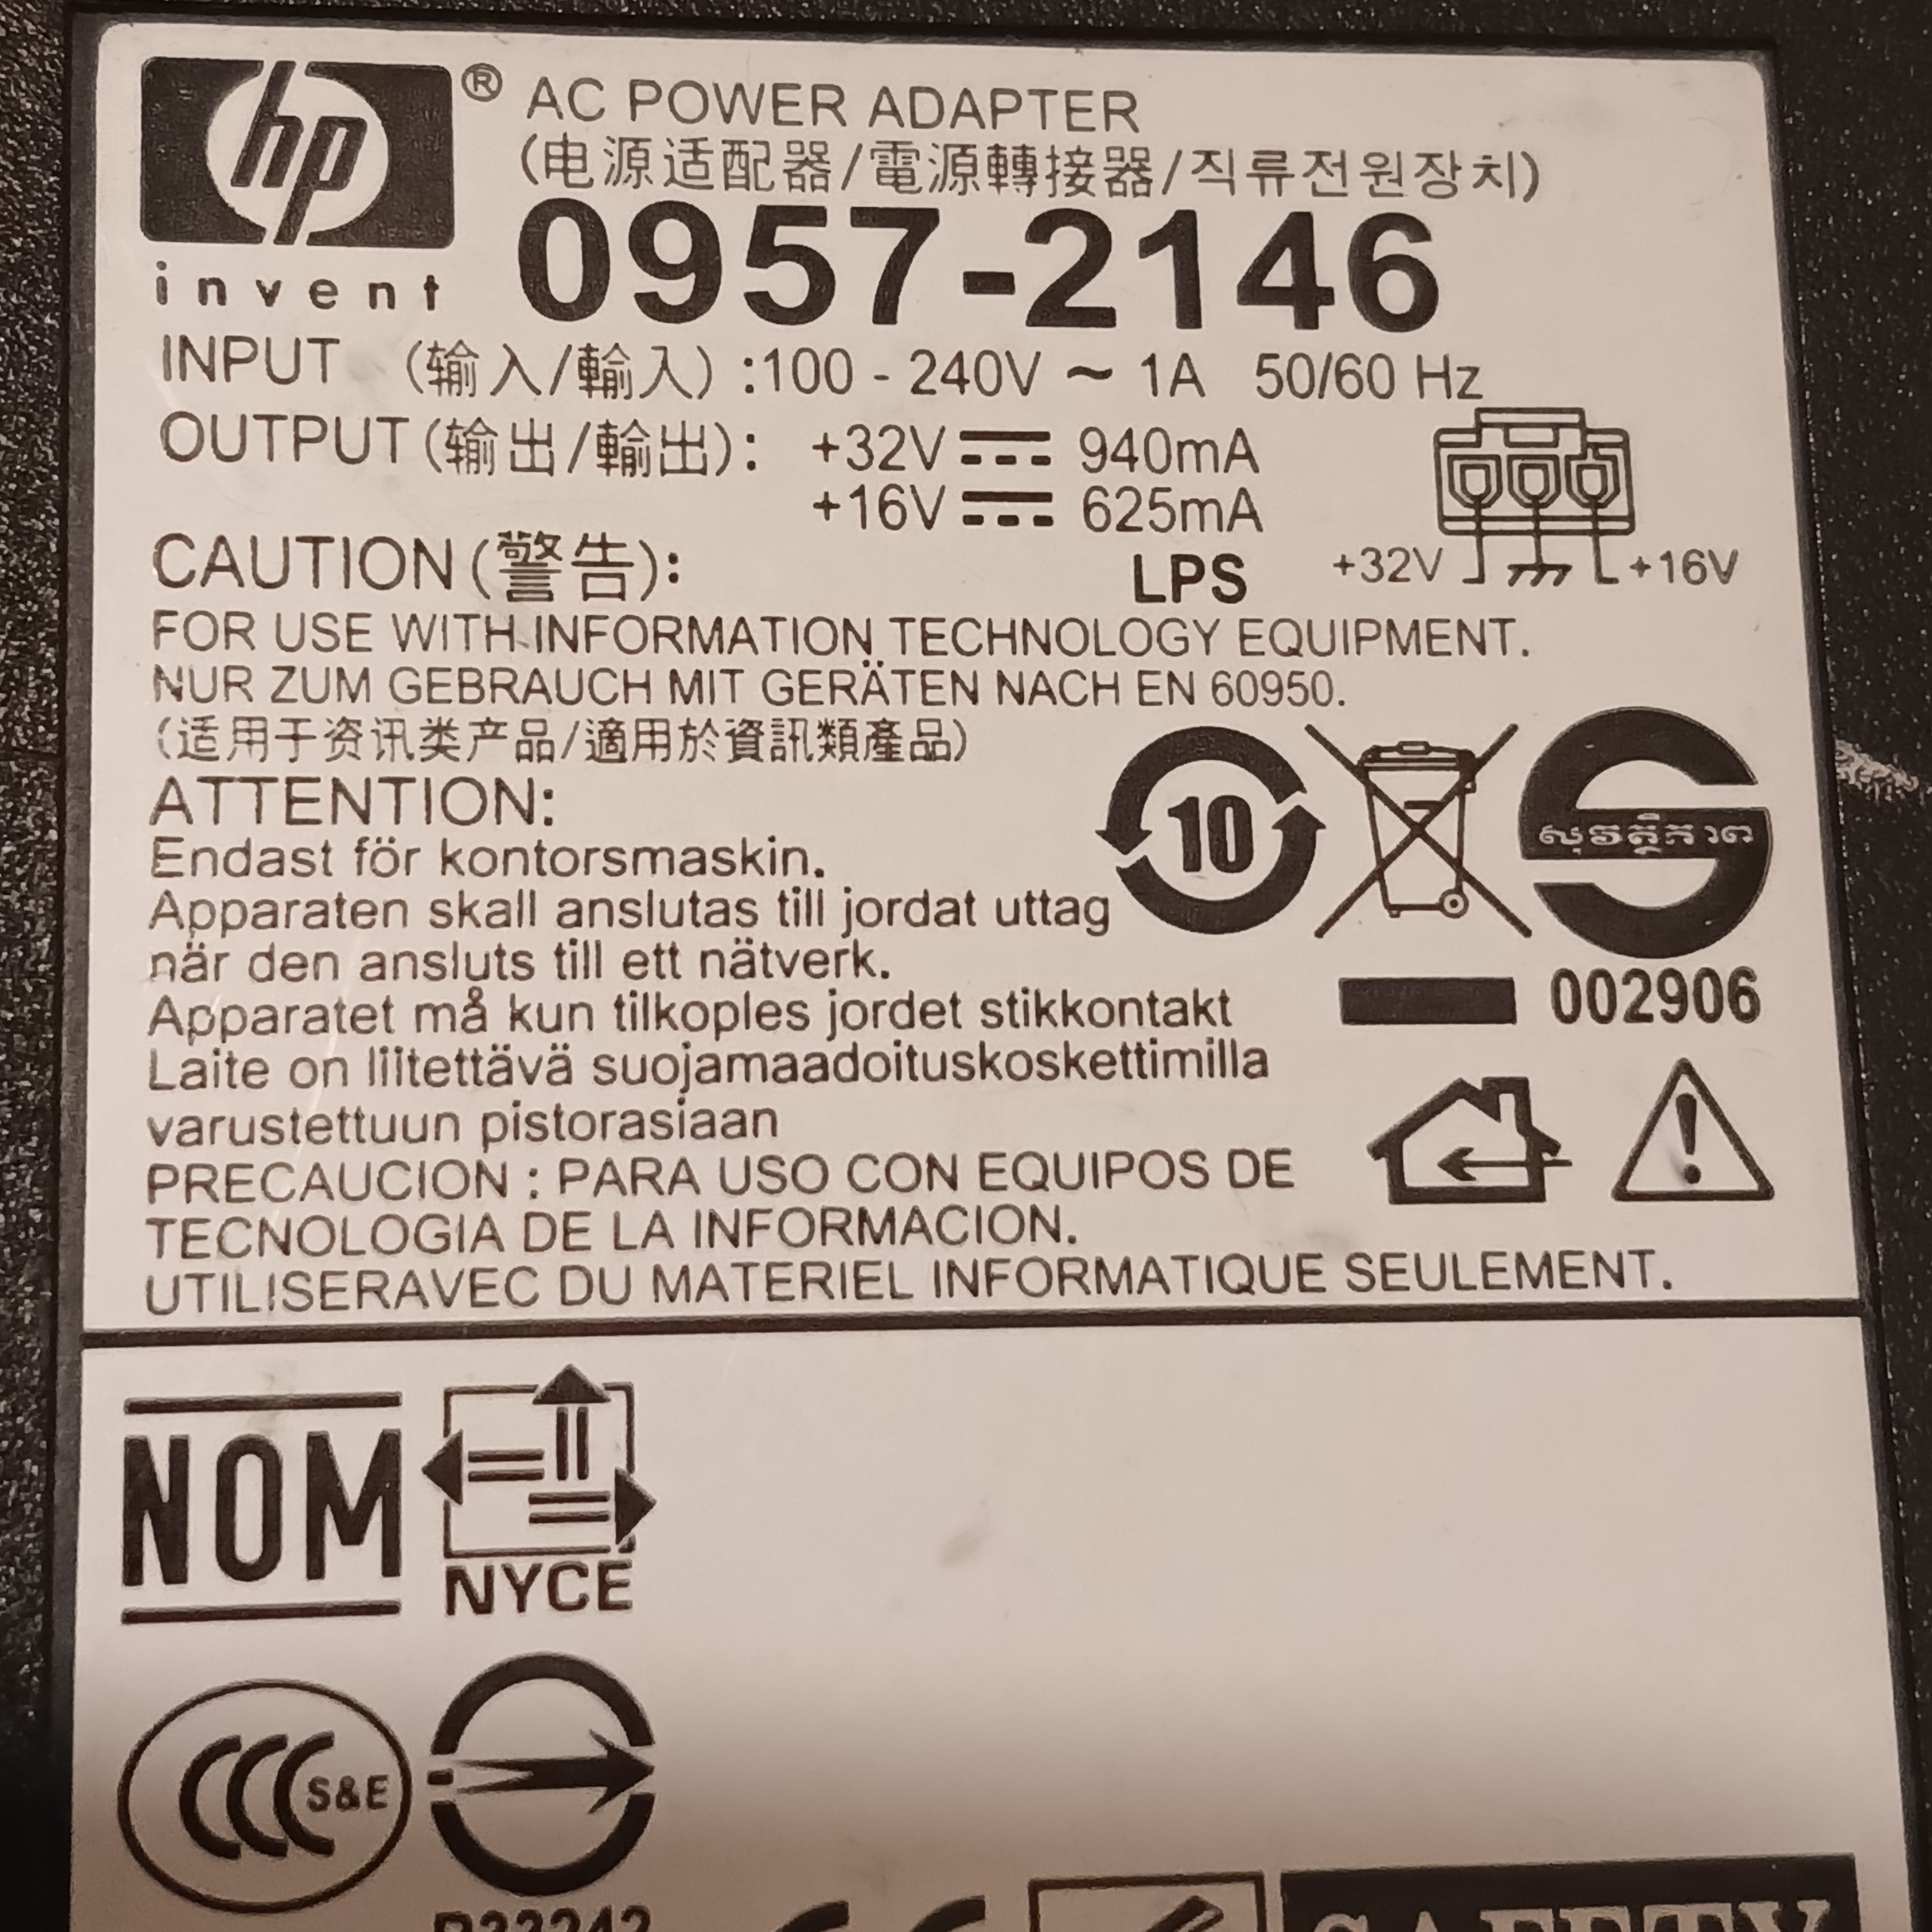 hp ® AC POWER ADAPTER
(电源适配器/電源轉接器/직류전원장치)
invent 0957-2146
INPUT (输入/輸入) :100 - 240V ~ 1A 50/60 Hz
OUTPUT (输出/輸出): +32V ⎓ 940mA
+16V ⎓ 625mA
CAUTION (警告): LPS +32V +16V
FOR USE WITH INFORMATION TECHNOLOGY EQUIPMENT.
NUR ZUM GEBRAUCH MIT GERÄTEN NACH EN 60950.
(适用于资讯类产品/適用於資訊類產品)
ATTENTION:
10
Endast för kontorsmaskin.
Apparaten skall anslutas till jordat uttag
när den ansluts till ett nätverk.
002906
Apparatet må kun tilkoples jordet stikkontakt
Laite on liitettävä suojamaadoituskoskettimilla
varustettuun pistorasiaan
PRECAUCION : PARA USO CON EQUIPOS DE
TECNOLOGIA DE LA INFORMACION.
UTILISERAVEC DU MATERIEL INFORMATIQUE SEULEMENT.
NOM
NYCE
CCC S&E
SAFETY